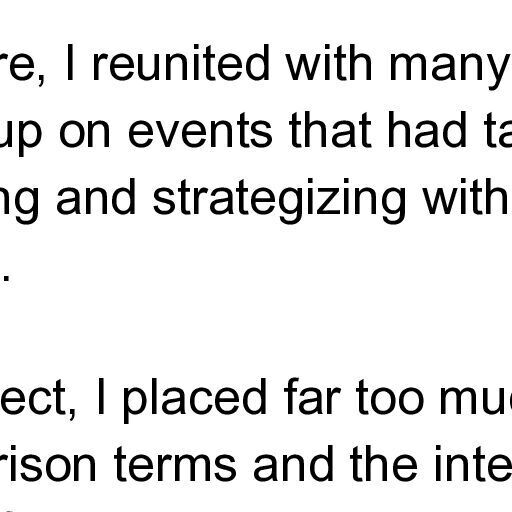 re, I reunited with many
up on events that had ta
ng and strategizing with
.
ect, I placed far too mu
rison terms and the inte